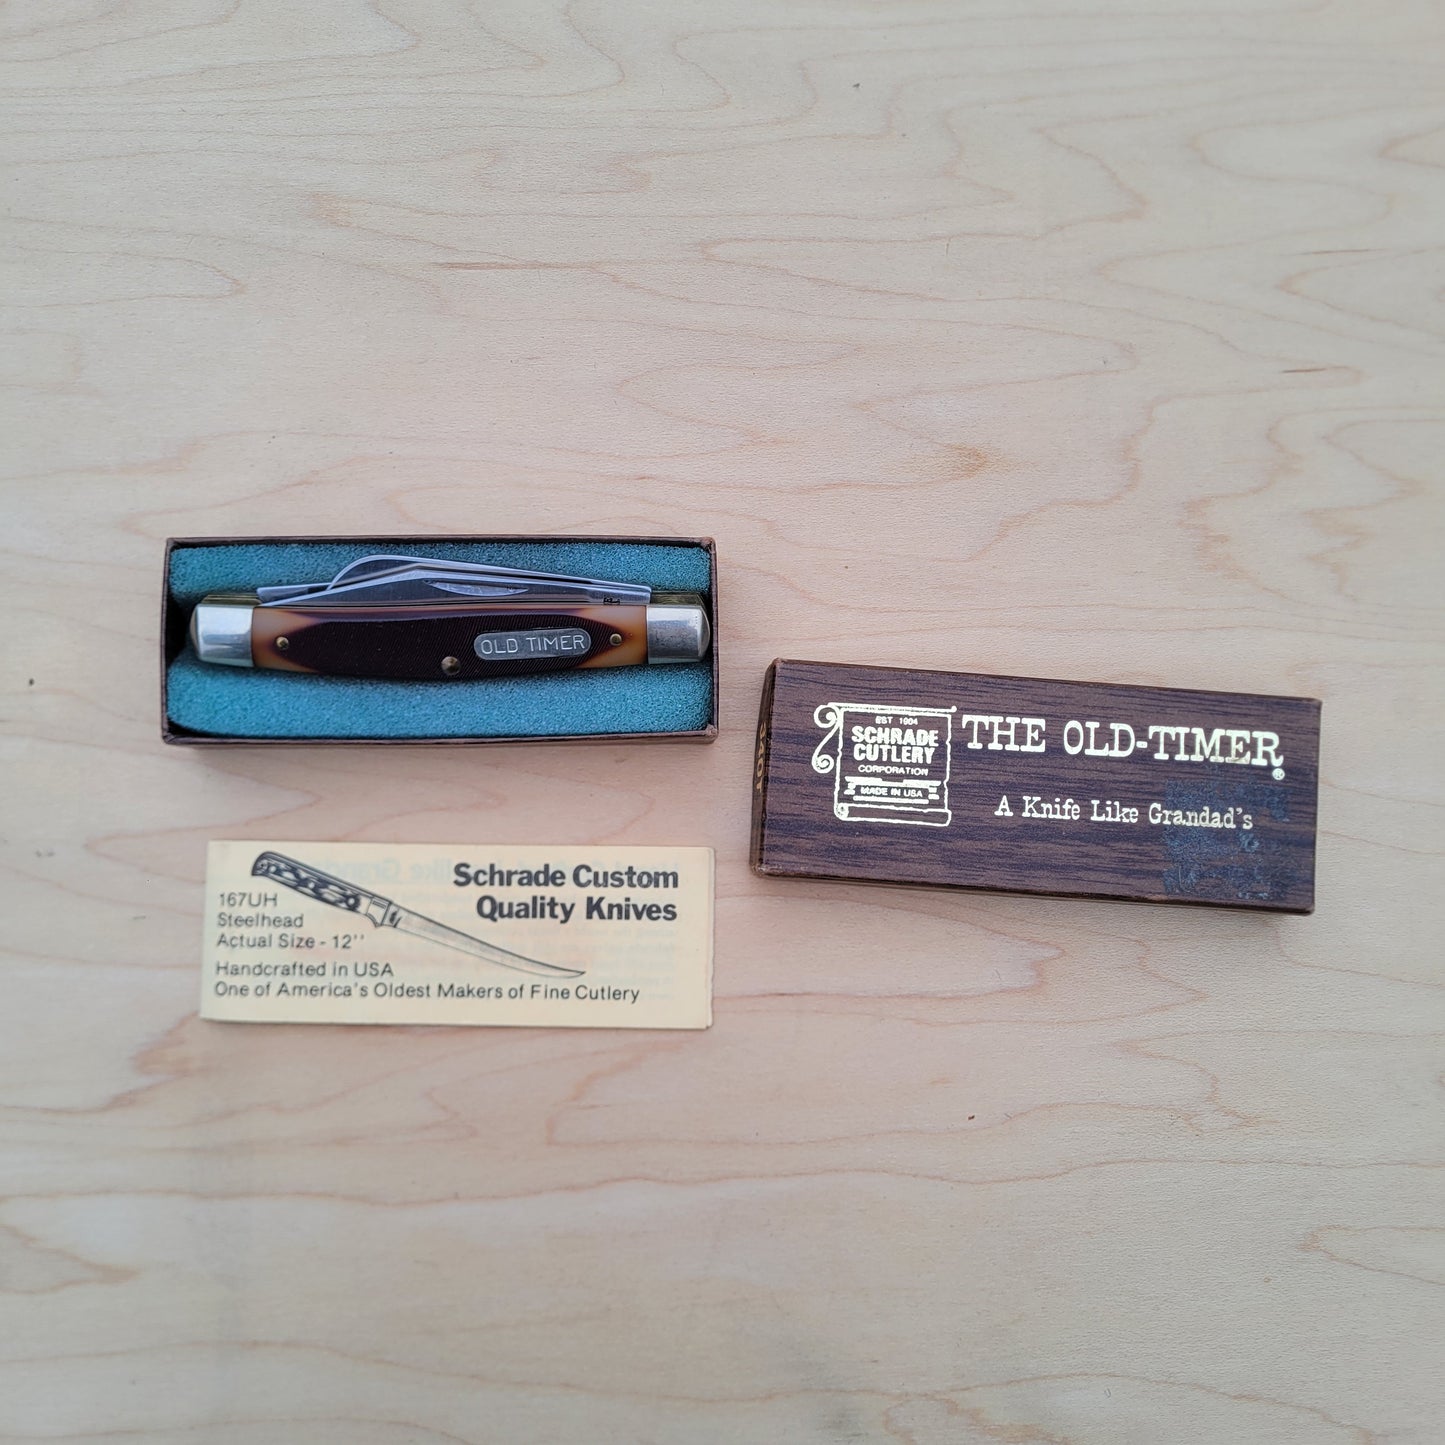 OLD TIMER
EST 1904
SCHRADE
CUTLERY
CORPORATION
MADE IN USA
THE OLD-TIMER®
A Knife Like Grandad's
Schrade Custom
Quality Knives
167UH
Steelhead
Actual Size - 12''
Handcrafted in USA
One of America's Oldest Makers of Fine Cutlery